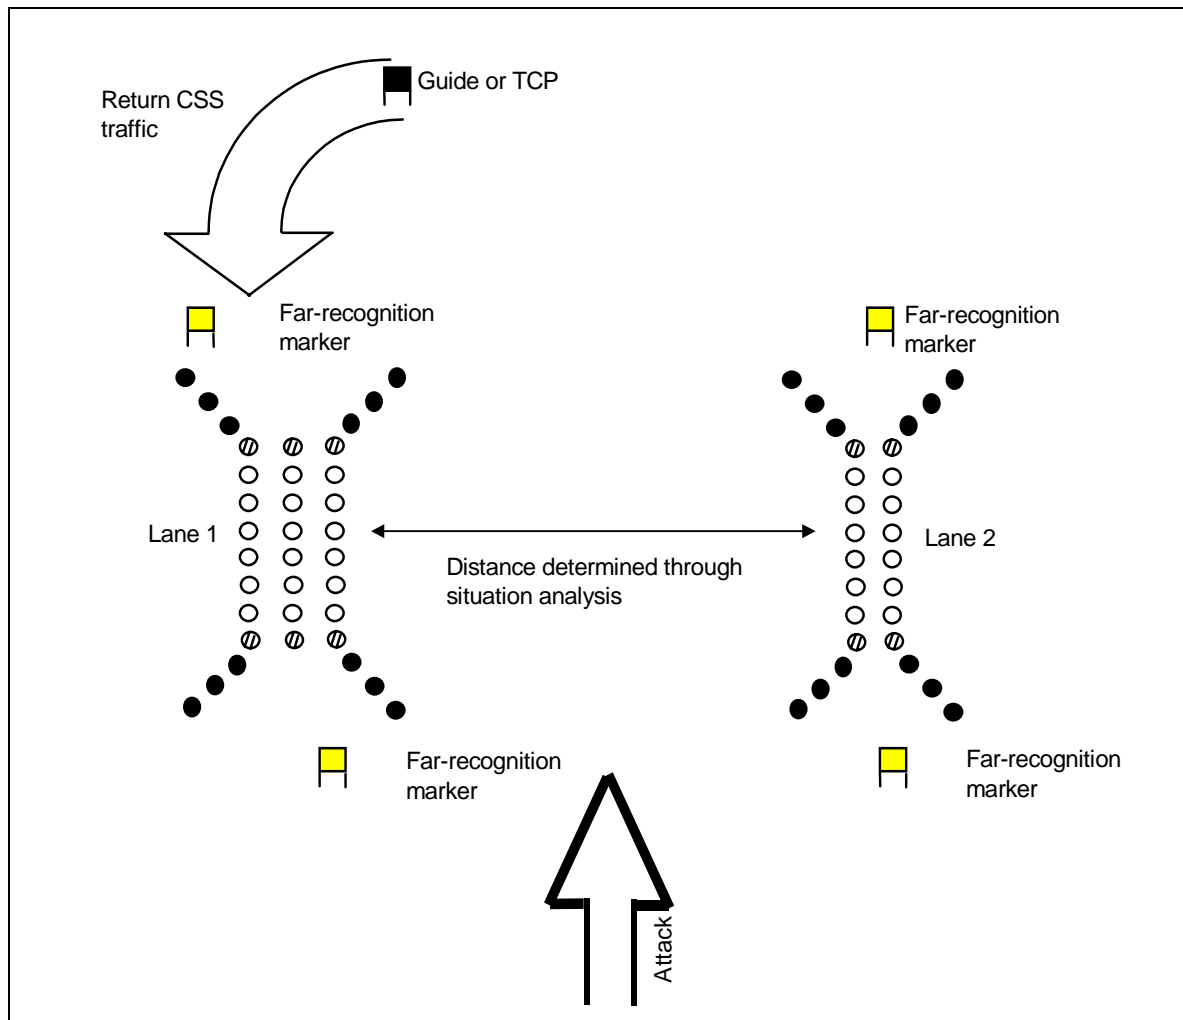 Guide or TCP
Return CSS
traffic
Far-recognition
marker
Far-recognition
marker
Lane 1
Lane 2
Distance determined through
situation analysis
Far-recognition
marker
Far-recognition
marker
Attack